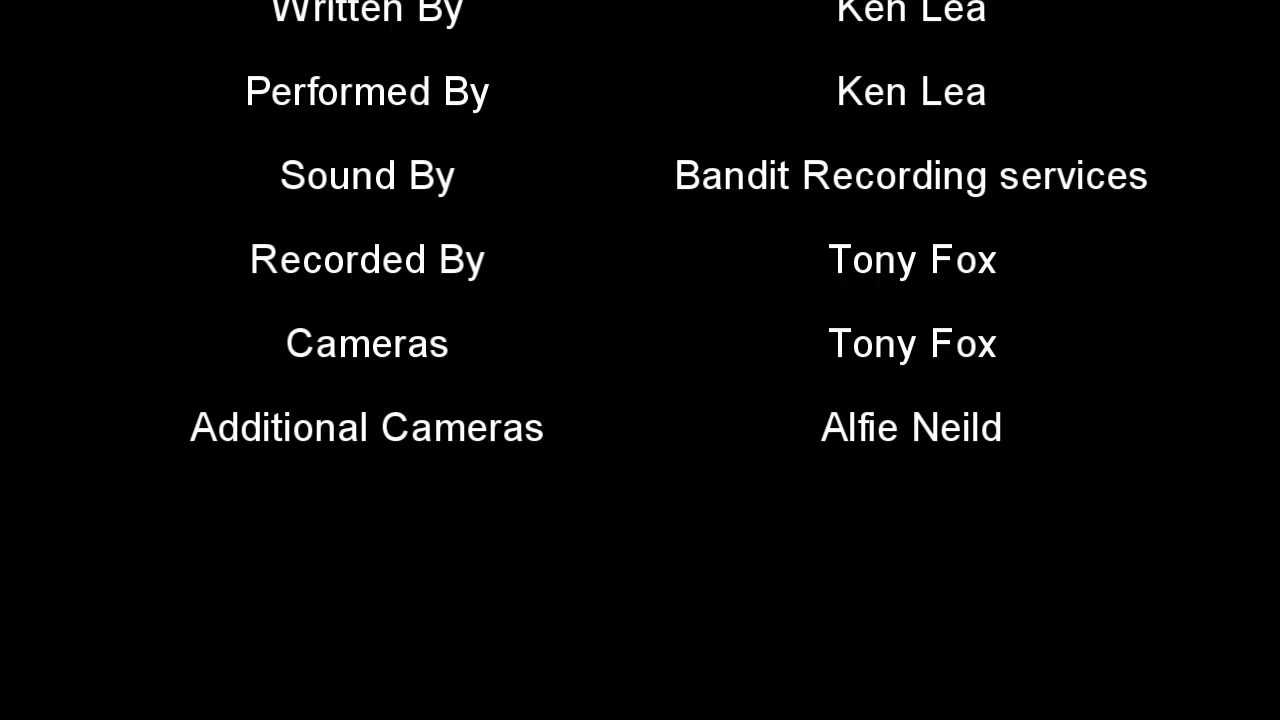 Written By Ken Lea
Performed By Ken Lea
Sound By Bandit Recording services
Recorded By Tony Fox
Cameras Tony Fox
Additional Cameras Alfie Neild